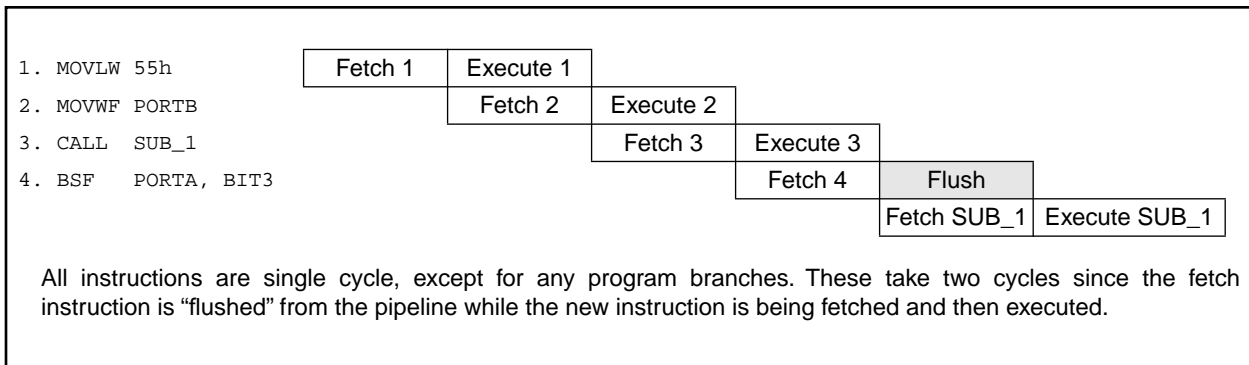 1. MOVLW 55h Fetch 1 Execute 1
2. MOVWF PORTB Fetch 2 Execute 2
3. CALL SUB_1 Fetch 3 Execute 3
4. BSF PORTA, BIT3 Fetch 4 Flush
Fetch SUB_1 Execute SUB_1
All instructions are single cycle, except for any program branches. These take two cycles since the fetch
instruction is “flushed” from the pipeline while the new instruction is being fetched and then executed.